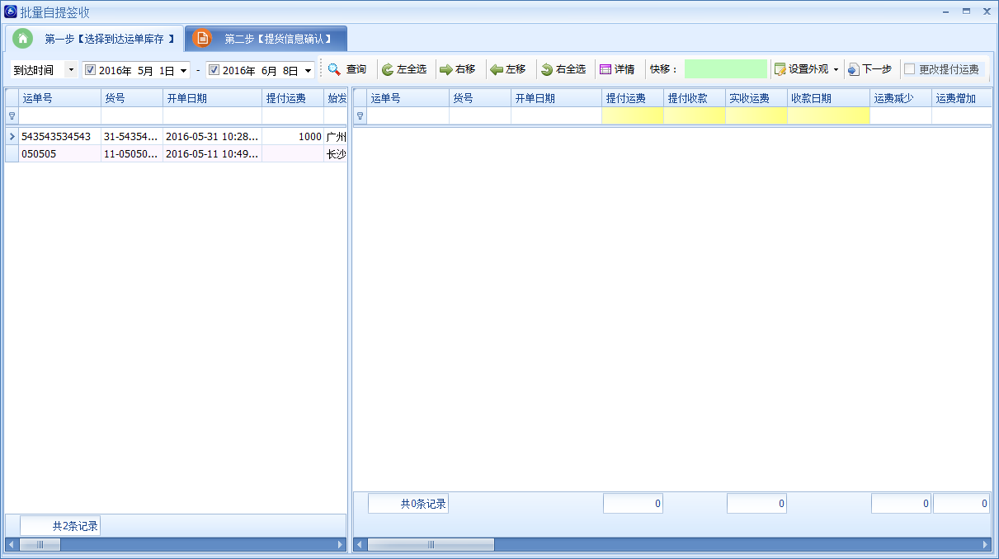 批量自提签收
第一步【选择到达运单库存 】 第二步【提货信息确认】
到达时间 2016年 5月 1日 - 2016年 6月 8日 查询 左全选 右移 左移 右全选 详情 快移： 设置外观 下一步 更改提付运费
运单号 货号 开单日期 提付运费 始发 运单号 货号 开单日期 提付运费 提付收款 实收运费 收款日期 运费减少 运费增加
543543534543 31-54354... 2016-05-31 10:28... 1000 广州
050505 11-05050... 2016-05-11 10:49... 长沙
共0条记录 0 0 0 0
共2条记录